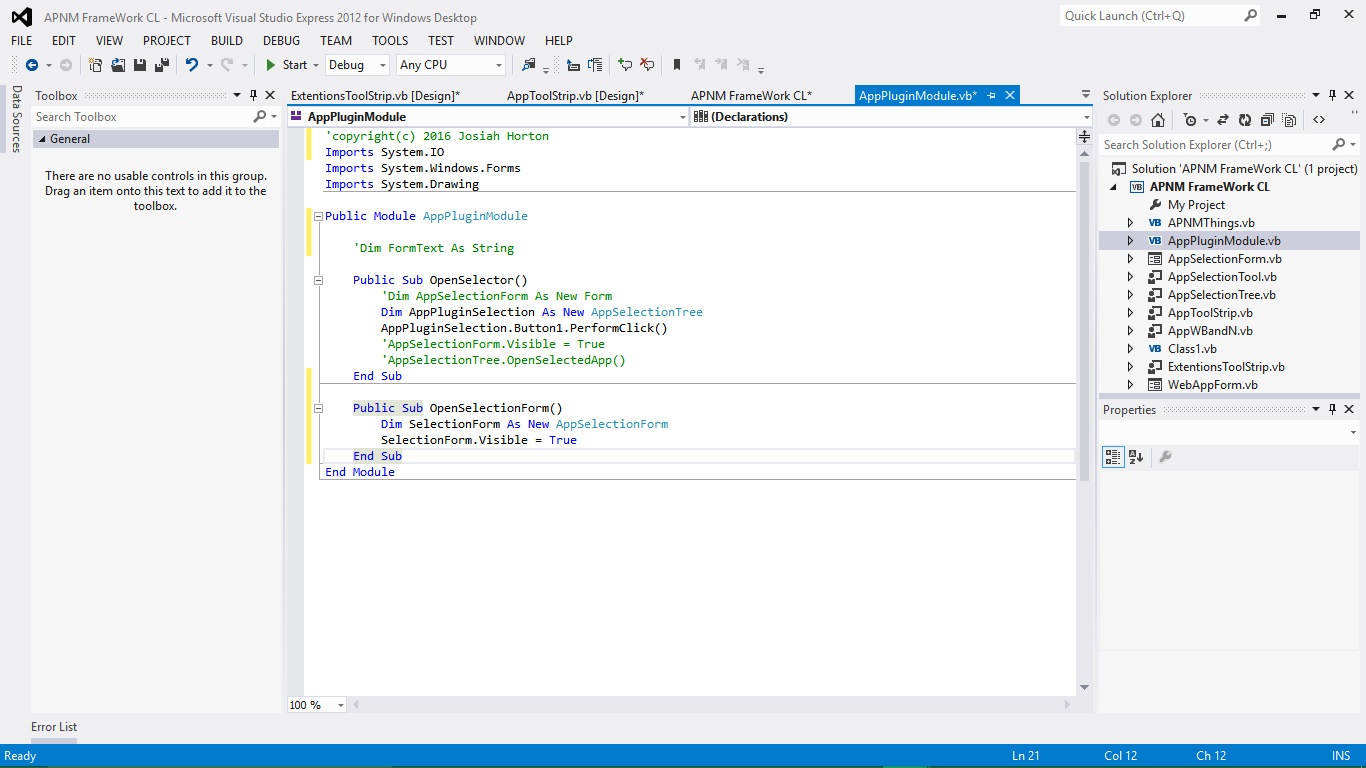 APNM FrameWork CL - Microsoft Visual Studio Express 2012 for Windows Desktop
Quick Launch (Ctrl+Q)
FILE EDIT VIEW PROJECT BUILD DEBUG TEAM TOOLS TEST WINDOW HELP
Start Debug Any CPU
Data Sources
Toolbox
Search Toolbox
General
There are no usable controls in this group.
Drag an item onto this text to add it to the
toolbox.
ExtentionsToolStrip.vb [Design]* AppToolStrip.vb [Design]* APNM FrameWork CL* AppPluginModule.vb*
AppPluginModule (Declarations)
'copyright(c) 2016 Josiah Horton
Imports System.IO
Imports System.Windows.Forms
Imports System.Drawing
Public Module AppPluginModule
'Dim FormText As String
Public Sub OpenSelector()
'Dim AppSelectionForm As New Form
Dim AppPluginSelection As New AppSelectionTree
AppPluginSelection.Button1.PerformClick()
'AppSelectionForm.Visible = True
'AppSelectionTree.OpenSelectedApp()
End Sub
Public Sub OpenSelectionForm()
Dim SelectionForm As New AppSelectionForm
SelectionForm.Visible = True
End Sub
End Module
100 %
Solution Explorer
Search Solution Explorer (Ctrl+;)
Solution 'APNM FrameWork CL' (1 project)
VB APNM FrameWork CL
My Project
VB APNMThings.vb
VB AppPluginModule.vb
AppSelectionForm.vb
AppSelectionTool.vb
AppSelectionTree.vb
AppToolStrip.vb
AppWBandN.vb
VB Class1.vb
ExtentionsToolStrip.vb
WebAppForm.vb
Properties
Error List
Ready Ln 21 Col 12 Ch 12 INS